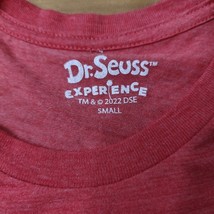 Dr. Seuss™
EXPERIENCE
TM & © 2022 DSE
SMALL